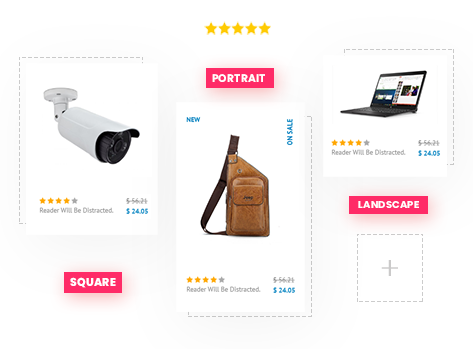 PORTRAIT
NEW
ON SALE
$ 56.21
Reader Will Be Distracted. $ 24.05
$ 56.21
Reader Will Be Distracted. $ 24.05
LANDSCAPE
$ 56.21
Reader Will Be Distracted. $ 24.05
SQUARE